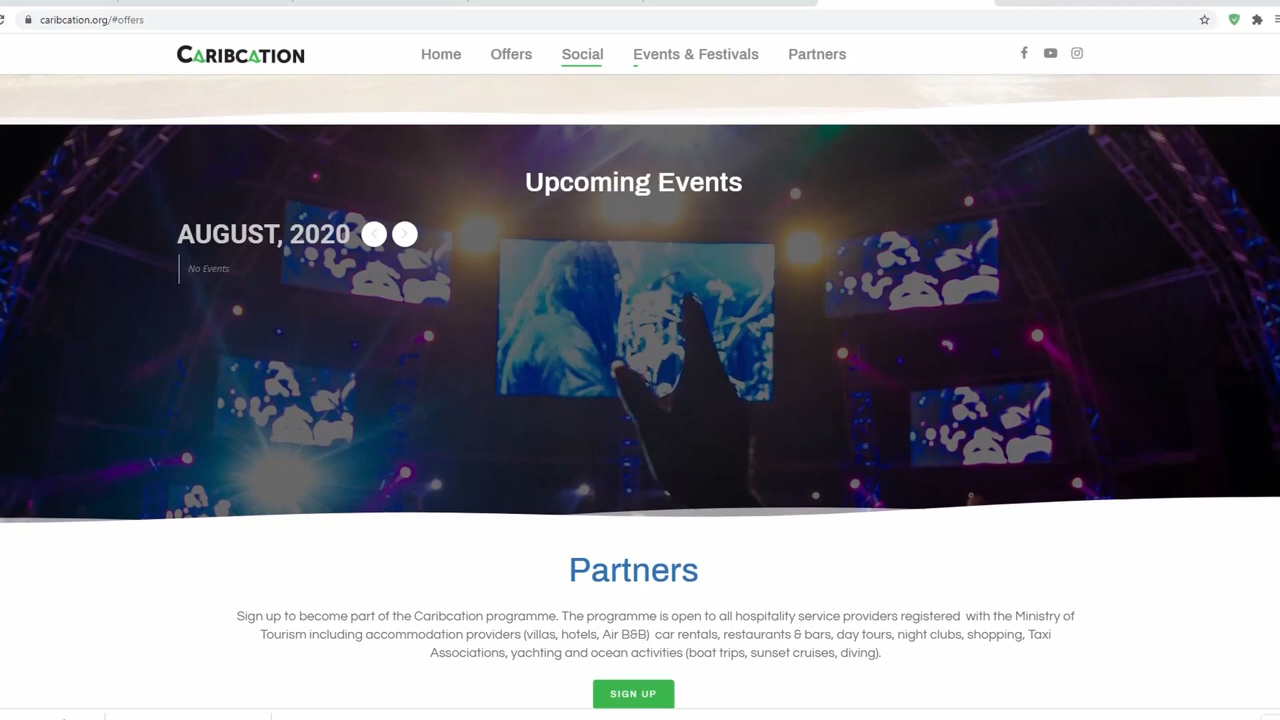 caribcation.org/#offers
CARIBCATION
Home Offers Social Events & Festivals Partners
Upcoming Events
AUGUST, 2020
No Events
Partners
Sign up to become part of the Caribcation programme. The programme is open to all hospitality service providers registered with the Ministry of
Tourism including accommodation providers (villas, hotels, Air B&B) car rentals, restaurants & bars, day tours, night clubs, shopping, Taxi
Associations, yachting and ocean activities (boat trips, sunset cruises, diving).
SIGN UP